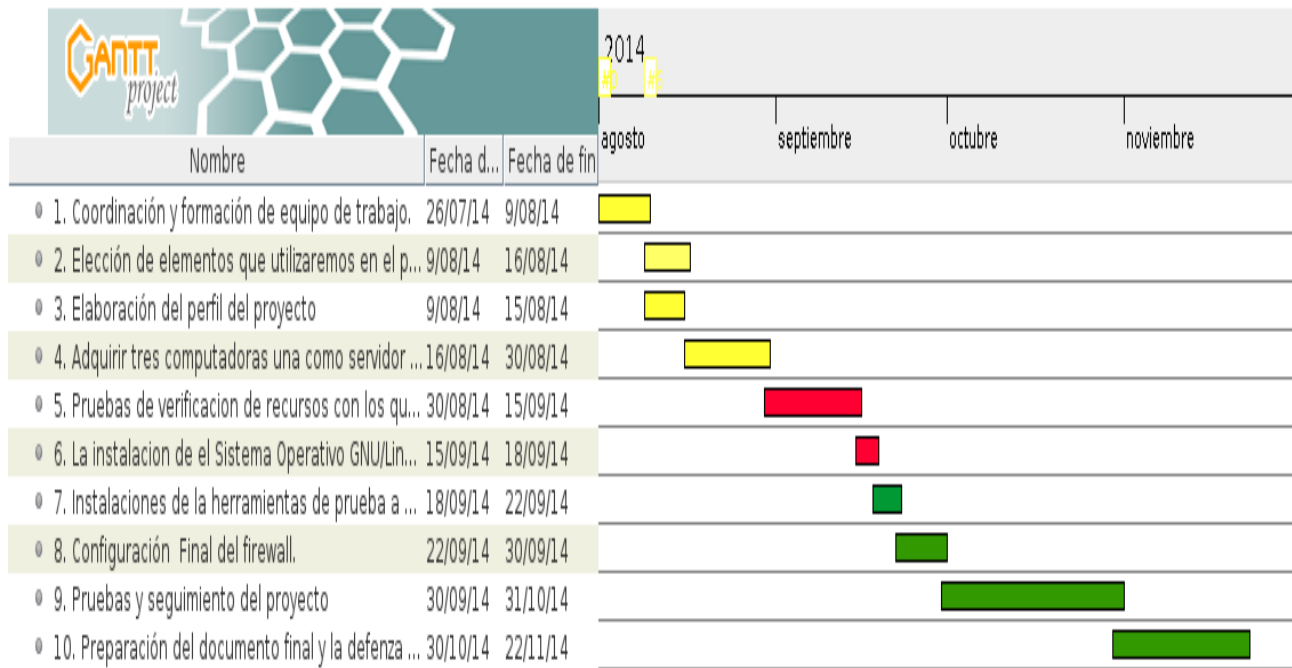 GANTT
project
2014
agosto septiembre octubre noviembre
Nombre Fecha d... Fecha de fin
1. Coordinación y formación de equipo de trabajo. 26/07/14 9/08/14
2. Elección de elementos que utilizaremos en el p... 9/08/14 16/08/14
3. Elaboración del perfil del proyecto 9/08/14 15/08/14
4. Adquirir tres computadoras una como servidor ... 16/08/14 30/08/14
5. Pruebas de verificacion de recursos con los qu... 30/08/14 15/09/14
6. La instalacion de el Sistema Operativo GNU/Lin... 15/09/14 18/09/14
7. Instalaciones de la herramientas de prueba a ... 18/09/14 22/09/14
8. Configuración  Final del firewall. 22/09/14 30/09/14
9. Pruebas y seguimiento del proyecto 30/09/14 31/10/14
10. Preparación del documento final y la defenza ... 30/10/14 22/11/14